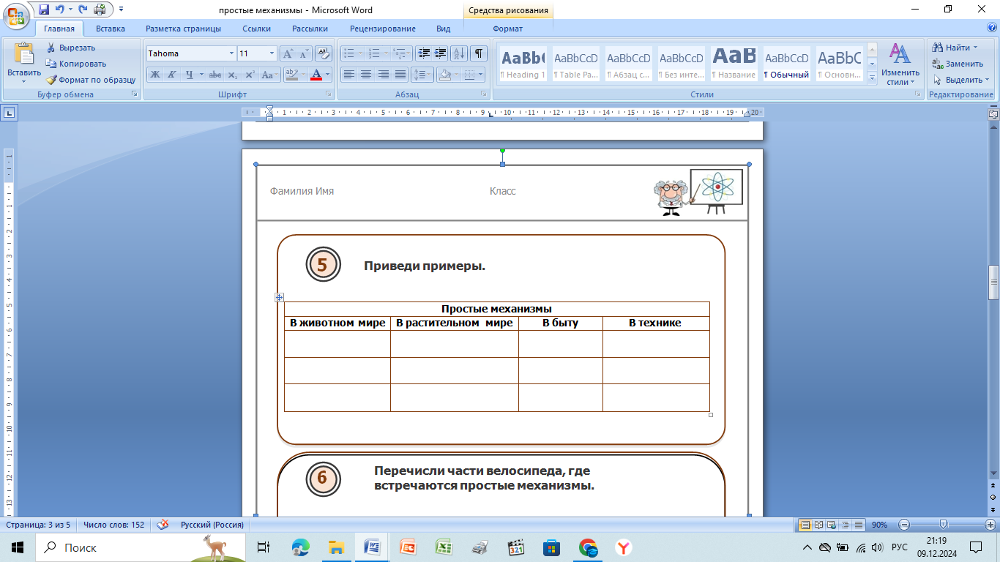 простые механизмы - Microsoft Word
Средства рисования
Главная Вставка Разметка страницы Ссылки Рассылки Рецензирование Вид Формат
Вставить
Вырезать
Копировать
Формат по образцу
Буфер обмена
Tahoma 11
Ж К Ч abc x₂ x² Aa
Шрифт
Абзац
AaBbC AaBbCcD AaBbCcD AaBbCcD AaB AaBbCcD AaBbC
¶ Heading 1 ¶ Table Pa... ¶ Абзац с... ¶ Без инте... ¶ Название ¶ Обычный ¶ Основн...
Стили
Изменить стили
Найти
Заменить
Выделить
Редактирование
1 2 3 4 5 6 7 8 9 10 11 12 13 14 15 16 17 18 19 20
Фамилия Имя Класс
5 Приведи примеры.
Простые механизмы
В животном мире В растительном мире В быту В технике
6 Перечисли части велосипеда, где
встречаются простые механизмы.
Страница: 3 из 5 Число слов: 152 Русский (Россия) 90%
Поиск
321
РУС
21:19
09.12.2024